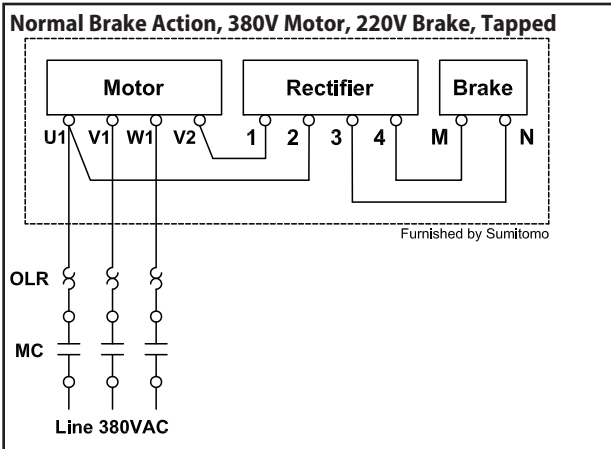 Normal Brake Action, 380V Motor, 220V Brake, Tapped
Motor Rectifier Brake
U1 V1 W1 V2 1 2 3 4 M N
Furnished by Sumitomo
OLR
MC
Line 380VAC